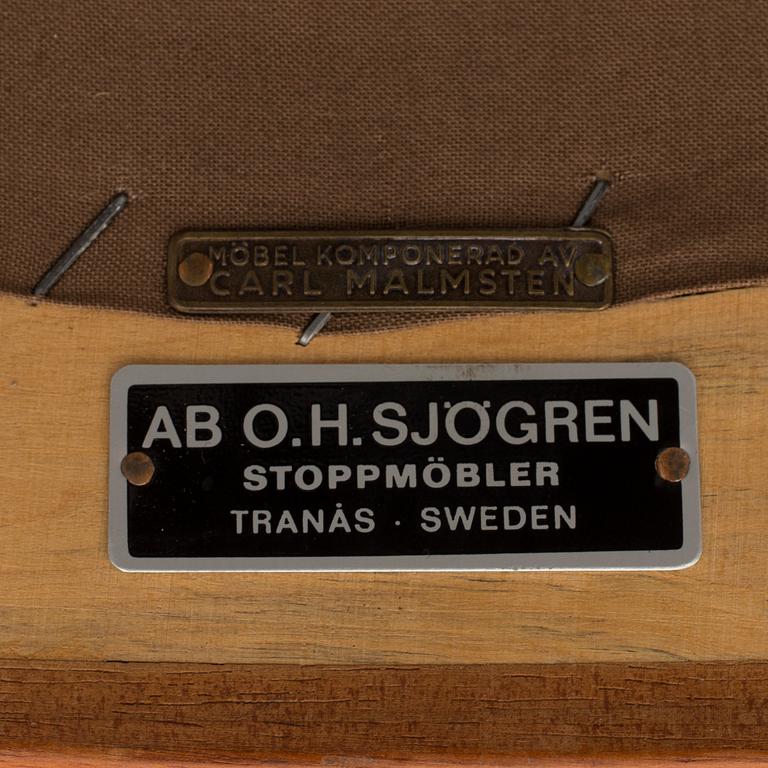 MÖBEL KOMPONERAD AV
CARL MALMSTEN
AB O.H. SJÖGREN
STOPPMÖBLER
TRANÅS · SWEDEN